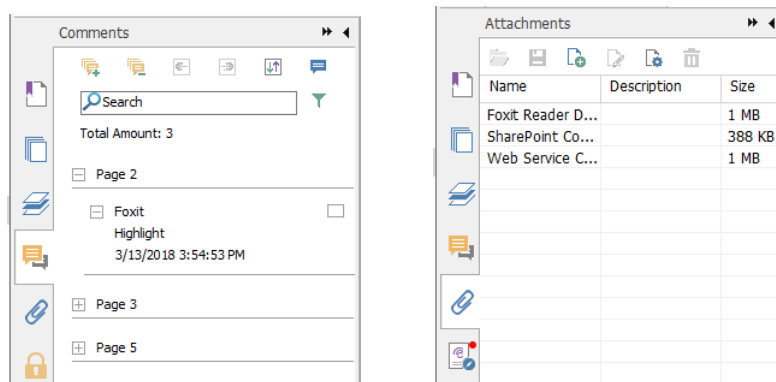 Comments
Search
Total Amount: 3
Page 2
Foxit
Highlight
3/13/2018 3:54:53 PM
Page 3
Page 5
Attachments
Name Description Size
Foxit Reader D... 1 MB
SharePoint Co... 388 KB
Web Service C... 1 MB